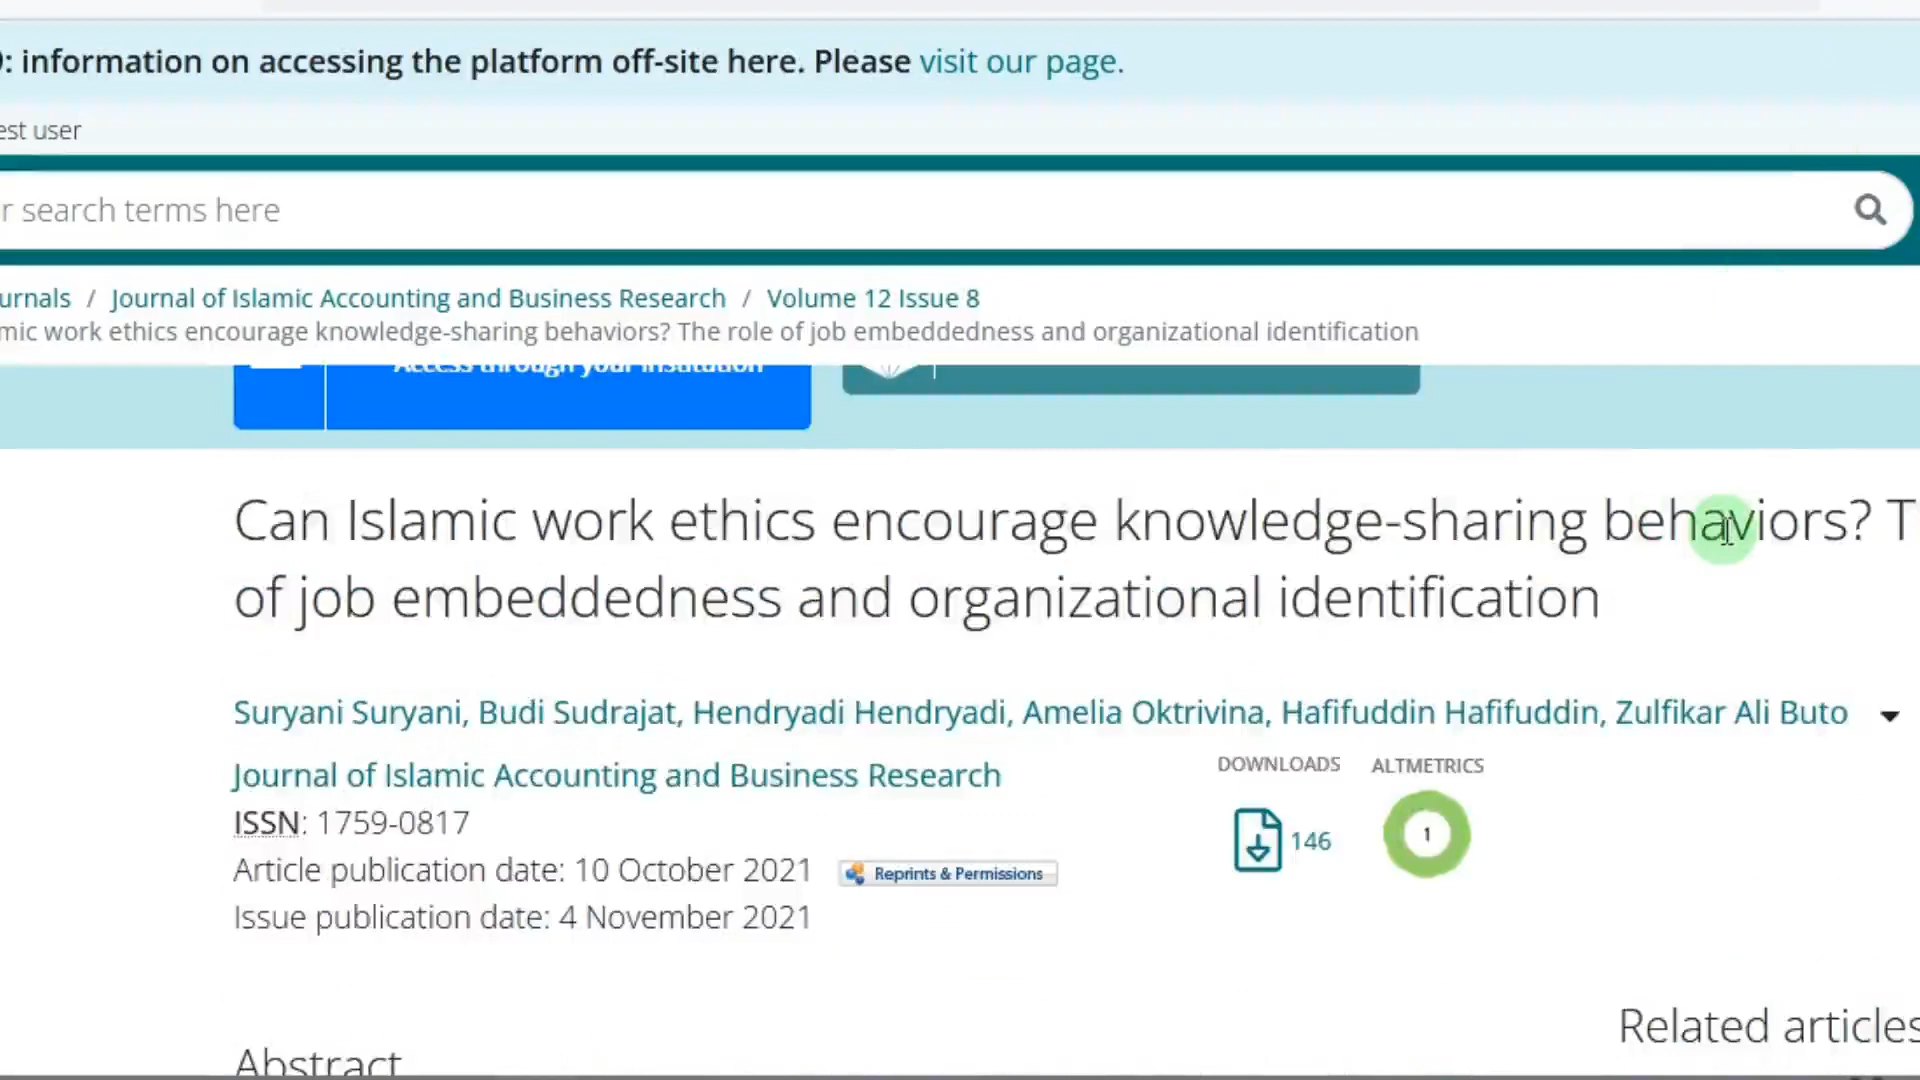 : information on accessing the platform off-site here. Please visit our page.
est user
r search terms here
urnals / Journal of Islamic Accounting and Business Research / Volume 12 Issue 8
mic work ethics encourage knowledge-sharing behaviors? The role of job embeddedness and organizational identification
Access through your institution
Can Islamic work ethics encourage knowledge-sharing behaviors? T
of job embeddedness and organizational identification
Suryani Suryani, Budi Sudrajat, Hendryadi Hendryadi, Amelia Oktrivina, Hafifuddin Hafifuddin, Zulfikar Ali Buto
Journal of Islamic Accounting and Business Research
ISSN: 1759-0817
Article publication date: 10 October 2021
Reprints & Permissions
Issue publication date: 4 November 2021
DOWNLOADS
146
ALTMETRICS
1
Related articles
Abstract